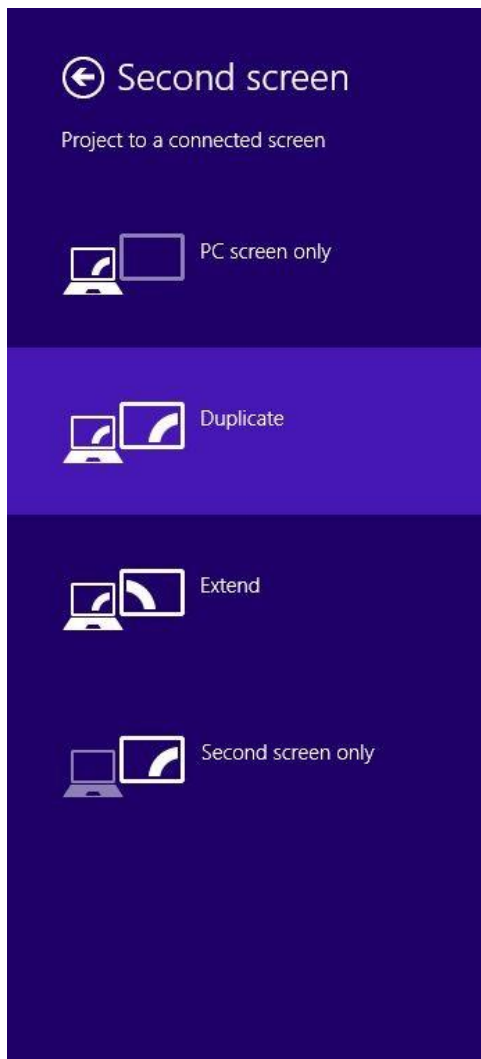 Second screen
Project to a connected screen
PC screen only
Duplicate
Extend
Second screen only